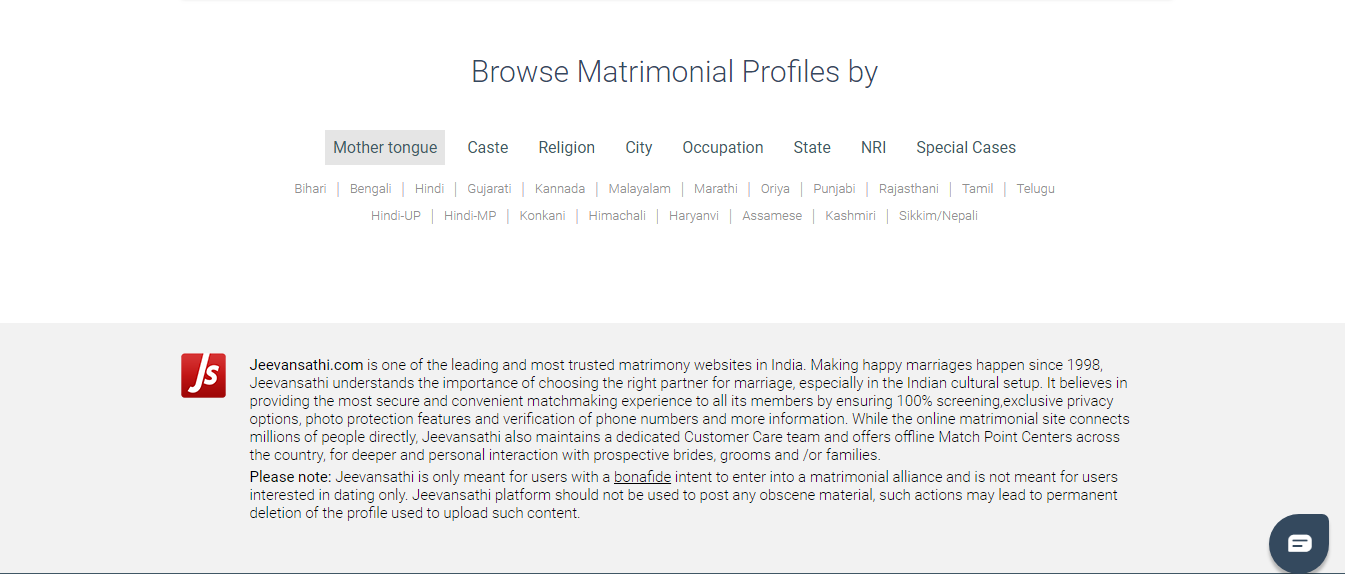 Browse Matrimonial Profiles by
Mother tongue Caste Religion City Occupation State NRI Special Cases
Bihari | Bengali | Hindi | Gujarati | Kannada | Malayalam | Marathi | Oriya | Punjabi | Rajasthani | Tamil | Telugu
Hindi-UP | Hindi-MP | Konkani | Himachali | Haryanvi | Assamese | Kashmiri | Sikkim/Nepali
JS
Jeevansathi.com is one of the leading and most trusted matrimony websites in India. Making happy marriages happen since 1998,
Jeevansathi understands the importance of choosing the right partner for marriage, especially in the Indian cultural setup. It believes in
providing the most secure and convenient matchmaking experience to all its members by ensuring 100% screening,exclusive privacy
options, photo protection features and verification of phone numbers and more information. While the online matrimonial site connects
millions of people directly, Jeevansathi also maintains a dedicated Customer Care team and offers offline Match Point Centers across
the country, for deeper and personal interaction with prospective brides, grooms and /or families.
Please note: Jeevansathi is only meant for users with a bonafide intent to enter into a matrimonial alliance and is not meant for users
interested in dating only. Jeevansathi platform should not be used to post any obscene material, such actions may lead to permanent
deletion of the profile used to upload such content.